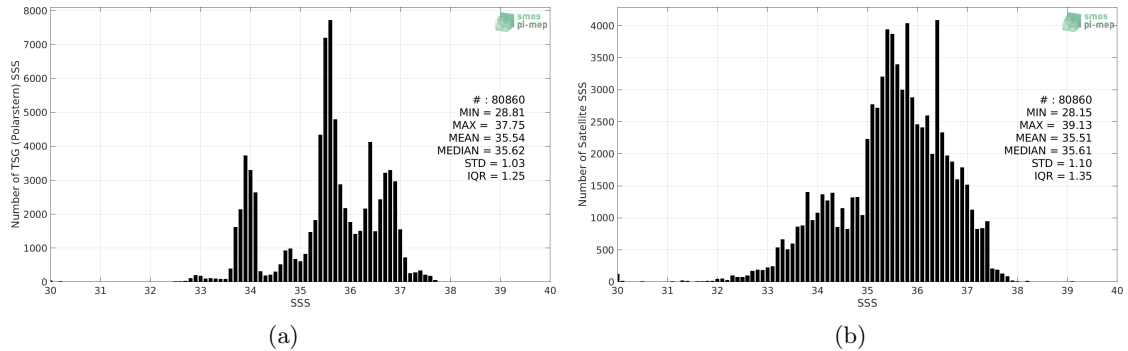 8000
7000
6000
5000
4000
3000
2000
1000
0
Number of TSG (Polarstern) SSS
30 31 32 33 34 35 36 37 38 39 40
SSS
smos
pi-mep
# : 80860
MIN = 28.81
MAX = 37.75
MEAN = 35.54
MEDIAN = 35.62
STD = 1.03
IQR = 1.25
(a)
4000
3500
3000
2500
2000
1500
1000
500
0
Number of Satellite SSS
30 31 32 33 34 35 36 37 38 39 40
SSS
smos
pi-mep
# : 80860
MIN = 28.15
MAX = 39.13
MEAN = 35.51
MEDIAN = 35.61
STD = 1.10
IQR = 1.35
(b)